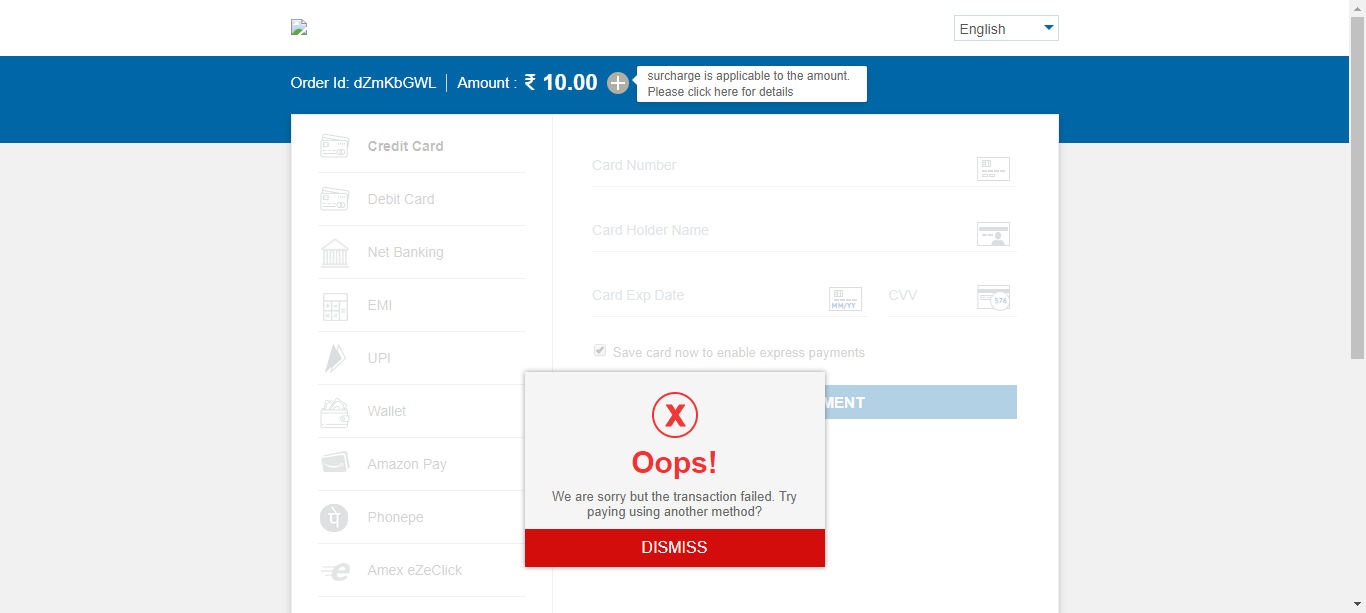 English
Order Id: dZmKbGWL | Amount : ₹ 10.00
surcharge is applicable to the amount.
Please click here for details
Credit Card
Debit Card
Net Banking
EMI
UPI
Wallet
Amazon Pay
Phonepe
Amex eZeClick
Card Number
Card Holder Name
Card Exp Date
MM/YY
CVV
576
Save card now to enable express payments
MENT
X
Oops!
We are sorry but the transaction failed. Try
paying using another method?
DISMISS